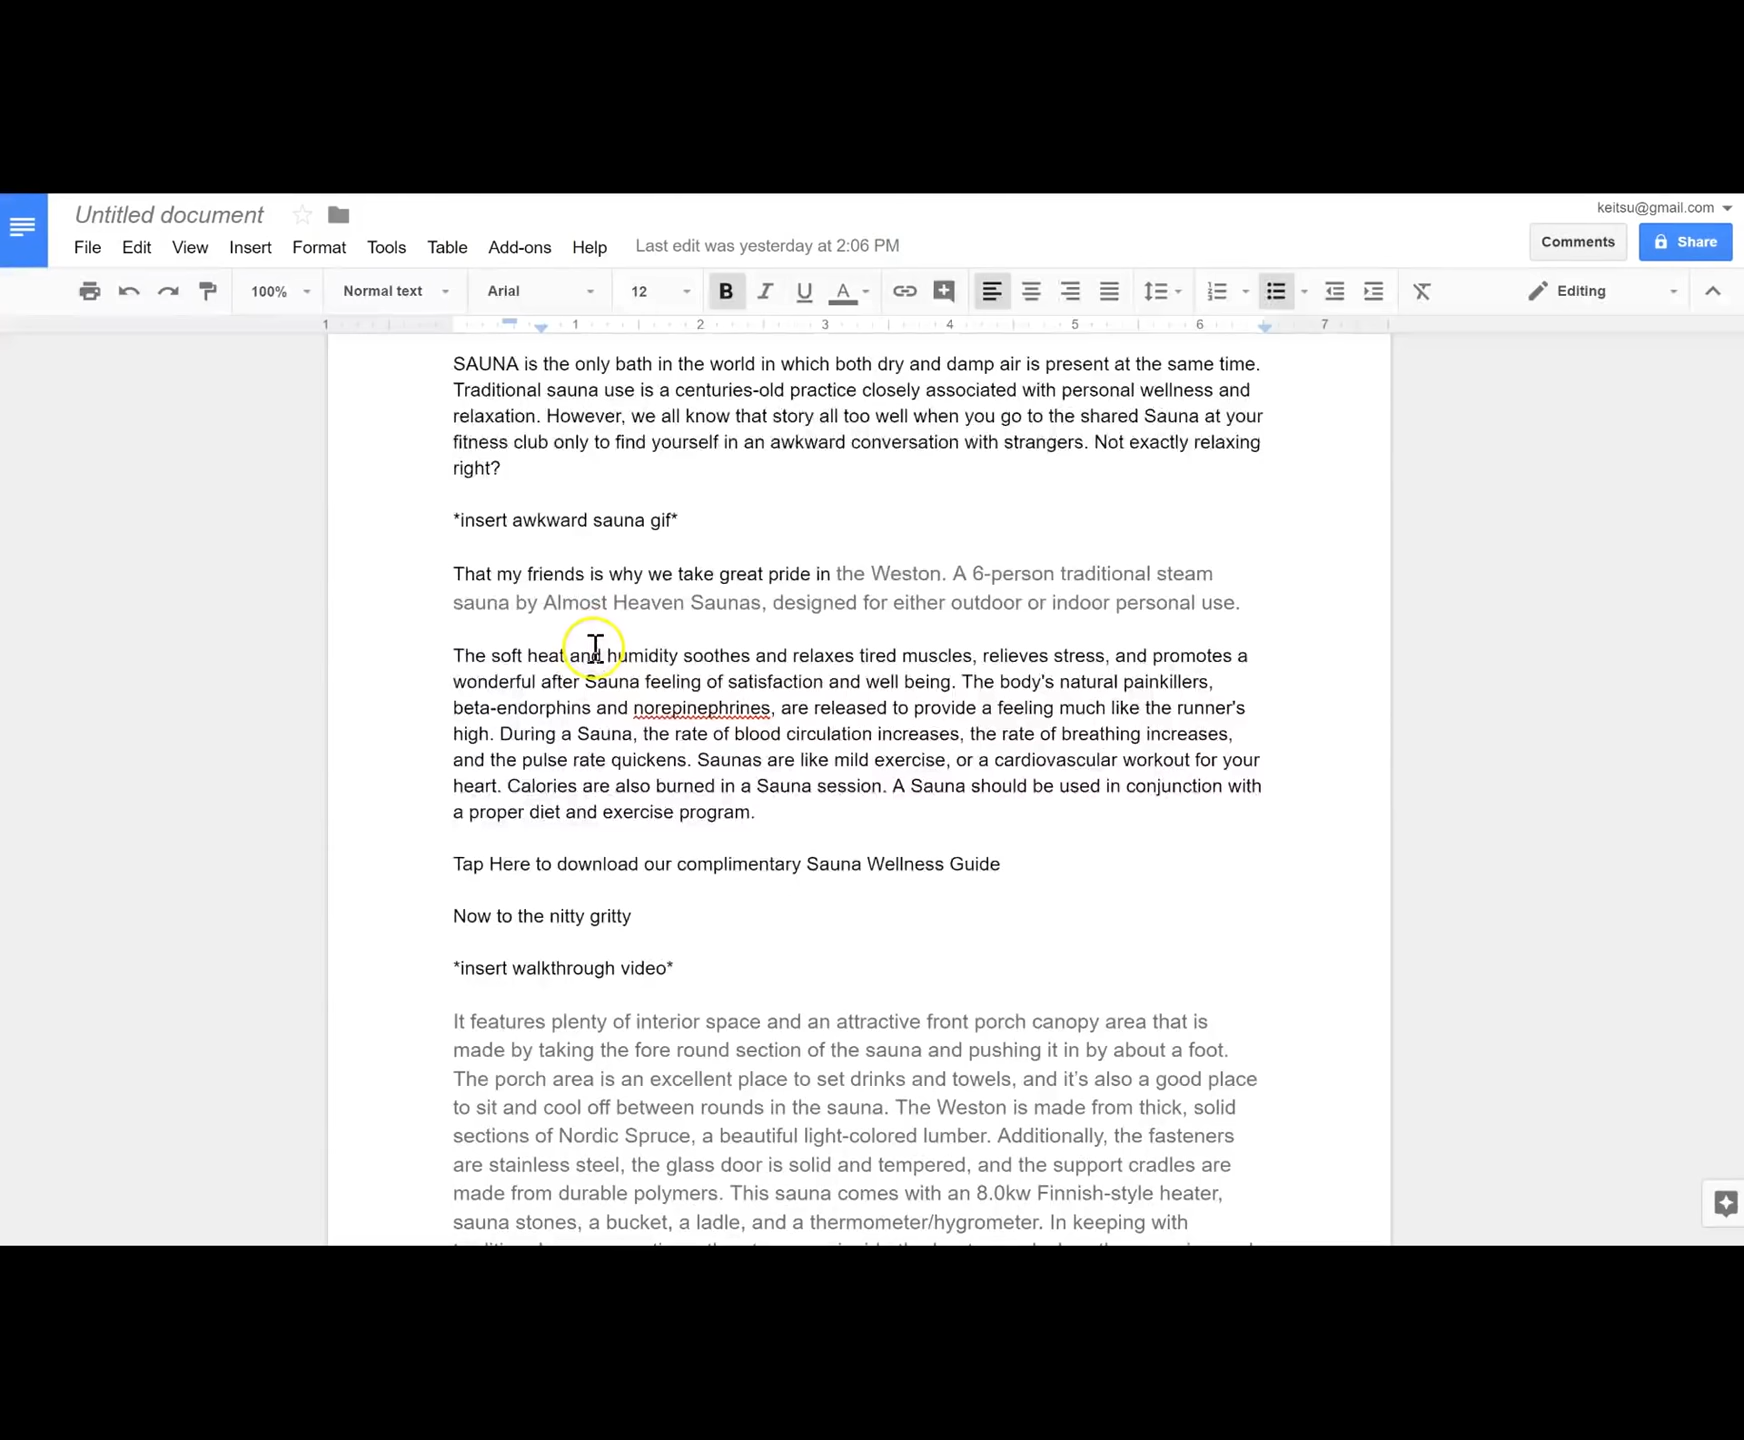 Untitled document
keitsu@gmail.com
File Edit View Insert Format Tools Table Add-ons Help Last edit was yesterday at 2:06 PM
Comments Share
100% Normal text Arial 12 B I U A Editing
1 1 2 3 4 5 6 7
SAUNA is the only bath in the world in which both dry and damp air is present at the same time.
Traditional sauna use is a centuries-old practice closely associated with personal wellness and
relaxation. However, we all know that story all too well when you go to the shared Sauna at your
fitness club only to find yourself in an awkward conversation with strangers. Not exactly relaxing
right?
*insert awkward sauna gif*
That my friends is why we take great pride in the Weston. A 6-person traditional steam
sauna by Almost Heaven Saunas, designed for either outdoor or indoor personal use.
The soft heat and humidity soothes and relaxes tired muscles, relieves stress, and promotes a
wonderful after Sauna feeling of satisfaction and well being. The body's natural painkillers,
beta-endorphins and norepinephrines, are released to provide a feeling much like the runner's
high. During a Sauna, the rate of blood circulation increases, the rate of breathing increases,
and the pulse rate quickens. Saunas are like mild exercise, or a cardiovascular workout for your
heart. Calories are also burned in a Sauna session. A Sauna should be used in conjunction with
a proper diet and exercise program.
Tap Here to download our complimentary Sauna Wellness Guide
Now to the nitty gritty
*insert walkthrough video*
It features plenty of interior space and an attractive front porch canopy area that is
made by taking the fore round section of the sauna and pushing it in by about a foot.
The porch area is an excellent place to set drinks and towels, and it's also a good place
to sit and cool off between rounds in the sauna. The Weston is made from thick, solid
sections of Nordic Spruce, a beautiful light-colored lumber. Additionally, the fasteners
are stainless steel, the glass door is solid and tempered, and the support cradles are
made from durable polymers. This sauna comes with an 8.0kw Finnish-style heater,
sauna stones, a bucket, a ladle, and a thermometer/hygrometer. In keeping with